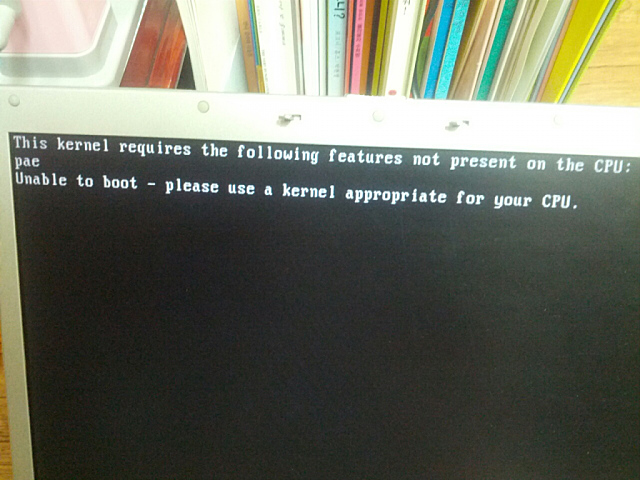 This kernel requires the following features not present on the CPU:
pae
Unable to boot - please use a kernel appropriate for your CPU.